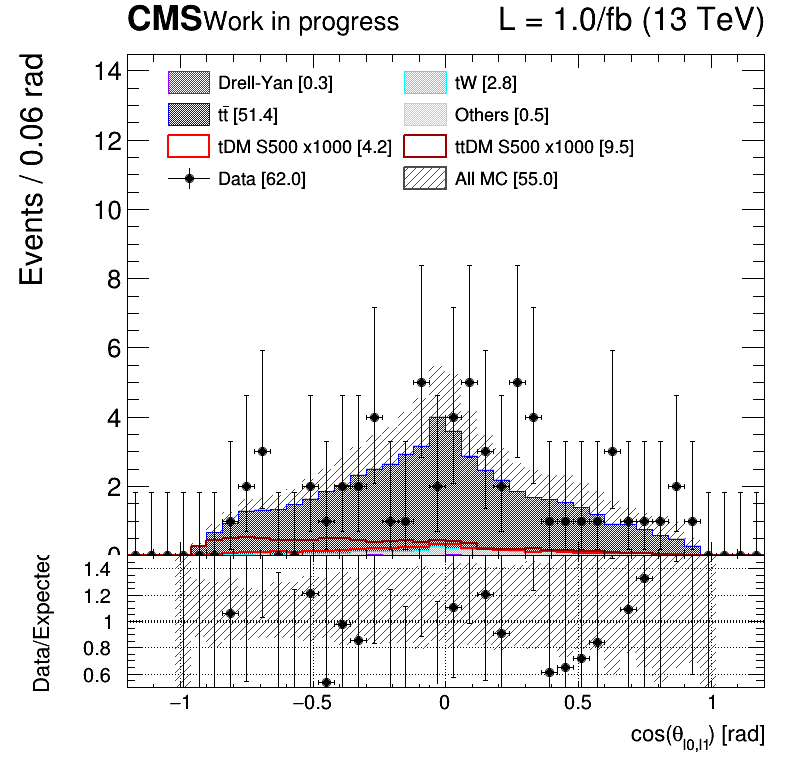 CMS Work in progress L = 1.0/fb (13 TeV)
Events / 0.06 rad
14
12
10
8
6
4
2
0
Drell-Yan [0.3] tW [2.8]
tt̄ [51.4] Others [0.5]
tDM S500 x1000 [4.2] ttDM S500 x1000 [9.5]
Data [62.0] All MC [55.0]
Data/Expected
1.4
1.2
1
0.8
0.6
−1 −0.5 0 0.5 1
cos(θl0,l1) [rad]